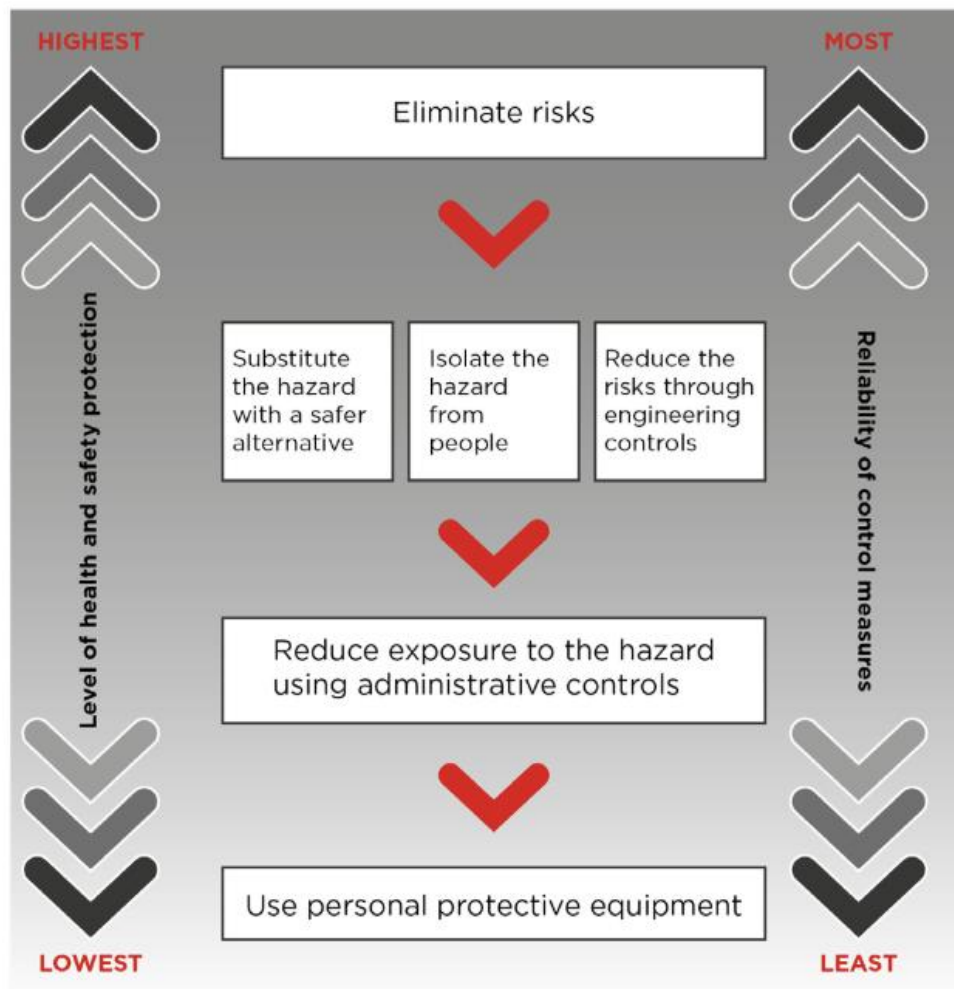 HIGHEST
MOST
Eliminate risks
Substitute
the hazard
with a safer
alternative
Isolate the
hazard
from
people
Reduce the
risks through
engineering
controls
Level of health and safety protection
Reliability of control measures
Reduce exposure to the hazard
using administrative controls
Use personal protective equipment
LOWEST
LEAST